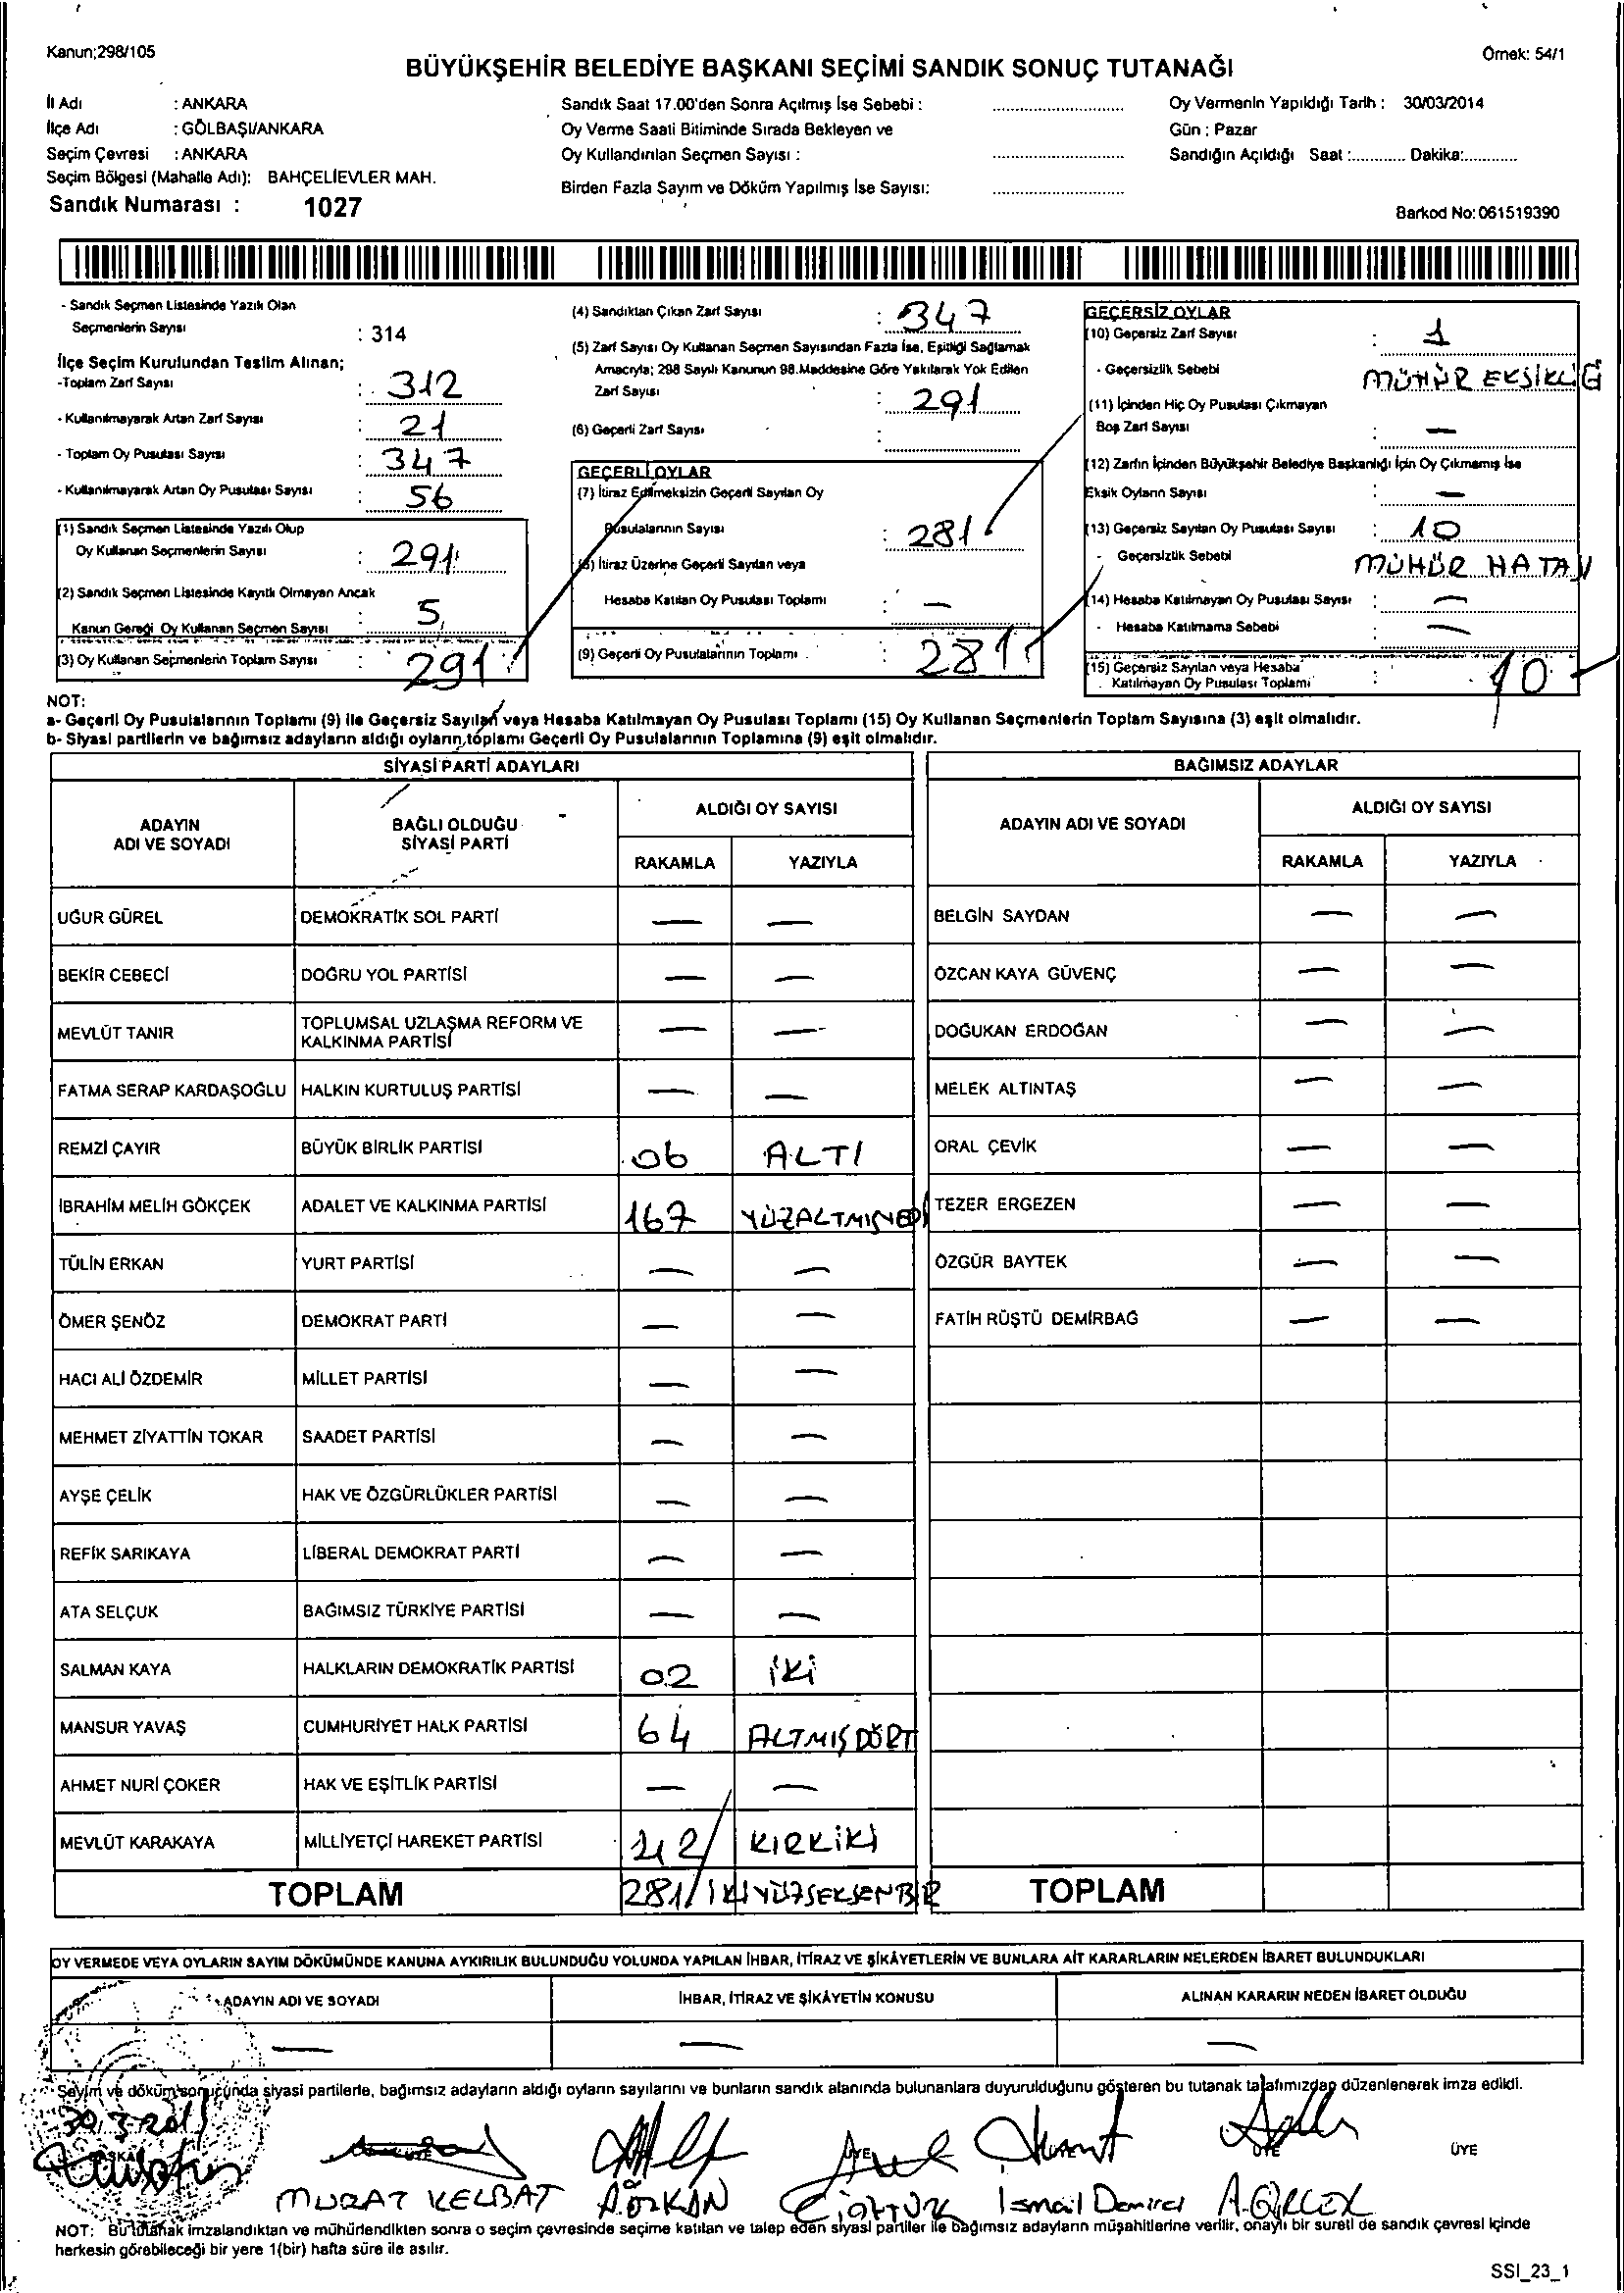 Kanun;298/105
Örnek: 54/1
BÜYÜKŞEHİR BELEDİYE BAŞKANI SEÇİMİ SANDIK SONUÇ TUTANAĞI
İl Adı : ANKARA
İlçe Adı : GÖLBAŞI/ANKARA
Seçim Çevresi : ANKARA
Seçim Bölgesi (Mahalle Adı): BAHÇELİEVLER MAH.
Sandık Numarası : 1027
Sandık Saat 17.00'den Sonra Açılmış İse Sebebi :
Oy Verme Saati Bitiminde Sırada Bekleyen ve
Oy Kullandırılan Seçmen Sayısı :
Birden Fazla Sayım ve Döküm Yapılmış İse Sayısı:
Oy Vermenin Yapıldığı Tarih : 30/03/2014
Gün : Pazar
Sandığın Açıldığı Saat :............ Dakika:............
Barkod No: 061519390
- Sandık Seçmen Listesinde Yazılı Olan
Seçmenlerin Sayısı : 314
İlçe Seçim Kurulundan Teslim Alınan;
-Toplam Zarf Sayısı : 312
- Kullanılmayarak Artan Zarf Sayısı : 21
- Toplam Oy Pusulası Sayısı : 347
- Kullanılmayarak Artan Oy Pusulası Sayısı : 56
(1) Sandık Seçmen Listesinde Yazılı Olup
Oy Kullanan Seçmenlerin Sayısı : 291
(2) Sandık Seçmen Listesinde Kayıtlı Olmayan Ancak
Kanun Gereği Oy Kullanan Seçmen Sayısı : 5
(3) Oy Kullanan Seçmenlerin Toplam Sayısı : 291
(4) Sandıktan Çıkan Zarf Sayısı : 347
(5) Zarf Sayısı Oy Kullanan Seçmen Sayısından Fazla İse, Eşitliği Sağlamak
Amacıyla; 298 Sayılı Kanunun 98.Maddesine Göre Yakılarak Yok Edilen
Zarf Sayısı : 291
(6) Geçerli Zarf Sayısı :
GEÇERLİ OYLAR
(7) İtiraz Edilmeksizin Geçerli Sayılan Oy
Pusulalarının Sayısı : 281
(8) İtiraz Üzerine Geçerli Sayılan veya
Hesaba Katılan Oy Pusulası Toplamı : —
(9) Geçerli Oy Pusulalarının Toplamı : 281
GEÇERSİZ OYLAR
(10) Geçersiz Zarf Sayısı : 1
- Geçersizlik Sebebi MÜHÜR EKSİKLİĞİ
(11) İçinden Hiç Oy Pusulası Çıkmayan
Boş Zarf Sayısı : —
(12) Zarfın İçinden Büyükşehir Belediye Başkanlığı İçin Oy Çıkmamış İse
Eksik Oyların Sayısı : —
(13) Geçersiz Sayılan Oy Pusulası Sayısı : 10
- Geçersizlik Sebebi MÜHÜR HATASI
(14) Hesaba Katılmayan Oy Pusulası Sayısı : —
- Hesaba Katılmama Sebebi —
(15) Geçersiz Sayılan veya Hesaba
Katılmayan Oy Pusulası Toplamı : 10
NOT:
a- Geçerli Oy Pusulalarının Toplamı (9) ile Geçersiz Sayılan veya Hesaba Katılmayan Oy Pusulası Toplamı (15) Oy Kullanan Seçmenlerin Toplam Sayısına (3) eşit olmalıdır.
b- Siyasi partilerin ve bağımsız adayların aldığı oyların toplamı Geçerli Oy Pusulalarının Toplamına (9) eşit olmalıdır.
SİYASİ PARTİ ADAYLARI
ADAYIN ADI VE SOYADI BAĞLI OLDUĞU SİYASİ PARTİ ALDIĞI OY SAYISI
RAKAMLA YAZIYLA
UĞUR GÜREL DEMOKRATİK SOL PARTİ — —
BEKİR CEBECİ DOĞRU YOL PARTİSİ — —
MEVLÜT TANIR TOPLUMSAL UZLAŞMA REFORM VE KALKINMA PARTİSİ — —
FATMA SERAP KARDAŞOĞLU HALKIN KURTULUŞ PARTİSİ — —
REMZİ ÇAYIR BÜYÜK BİRLİK PARTİSİ 06 ALTI
İBRAHİM MELİH GÖKÇEK ADALET VE KALKINMA PARTİSİ 167 YÜZALTMIŞYEDİ
TÜLİN ERKAN YURT PARTİSİ — —
ÖMER ŞENÖZ DEMOKRAT PARTİ — —
HACI ALİ ÖZDEMİR MİLLET PARTİSİ — —
MEHMET ZİYATTİN TOKAR SAADET PARTİSİ — —
AYŞE ÇELİK HAK VE ÖZGÜRLÜKLER PARTİSİ — —
REFİK SARIKAYA LİBERAL DEMOKRAT PARTİ — —
ATA SELÇUK BAĞIMSIZ TÜRKİYE PARTİSİ — —
SALMAN KAYA HALKLARIN DEMOKRATİK PARTİSİ 02 İKİ
MANSUR YAVAŞ CUMHURİYET HALK PARTİSİ 64 ALTMIŞ DÖRT
AHMET NURİ ÇOKER HAK VE EŞİTLİK PARTİSİ — —
MEVLÜT KARAKAYA MİLLİYETÇİ HAREKET PARTİSİ 42 KIRKİKİ
TOPLAM 281 İKİYÜZSEKSENBİR
BAĞIMSIZ ADAYLAR
ADAYIN ADI VE SOYADI ALDIĞI OY SAYISI
RAKAMLA YAZIYLA
BELGİN SAYDAN — —
ÖZCAN KAYA GÜVENÇ — —
DOĞUKAN ERDOĞAN — —
MELEK ALTINTAŞ — —
ORAL ÇEVİK — —
TEZER ERGEZEN — —
ÖZGÜR BAYTEK — —
FATİH RÜŞTÜ DEMİRBAĞ — —
TOPLAM
OY VERMEDE VEYA OYLARIN SAYIM DÖKÜMÜNDE KANUNA AYKIRILIK BULUNDUĞU YOLUNDA YAPILAN İHBAR, İTİRAZ VE ŞİKÂYETLERİN VE BUNLARA AİT KARARLARIN NELERDEN İBARET BULUNDUKLARI
ADAYIN ADI VE SOYADI İHBAR, İTİRAZ VE ŞİKÂYETİN KONUSU ALINAN KARARIN NEDEN İBARET OLDUĞU
— — —
Sayım ve döküm sonucunda siyasi partilerle, bağımsız adayların aldığı oyların sayılarını ve bunların sandık alanında bulunanlara duyurulduğunu gösteren bu tutanak tarafımızdan düzenlenerek imza edildi.
ÜYE ÜYE ÜYE
MURAT KELBAT A.ÖZKAN İsmail Demirci
NOT: Bu tutanak imzalandıktan ve mühürlendikten sonra o seçim çevresinde seçime katılan ve talep eden siyasi partiler ile bağımsız adayların müşahitlerine verilir, onaylı bir sureti de sandık çevresi içinde
herkesin görebileceği bir yere 1(bir) hafta süre ile asılır.
SSI_23_1